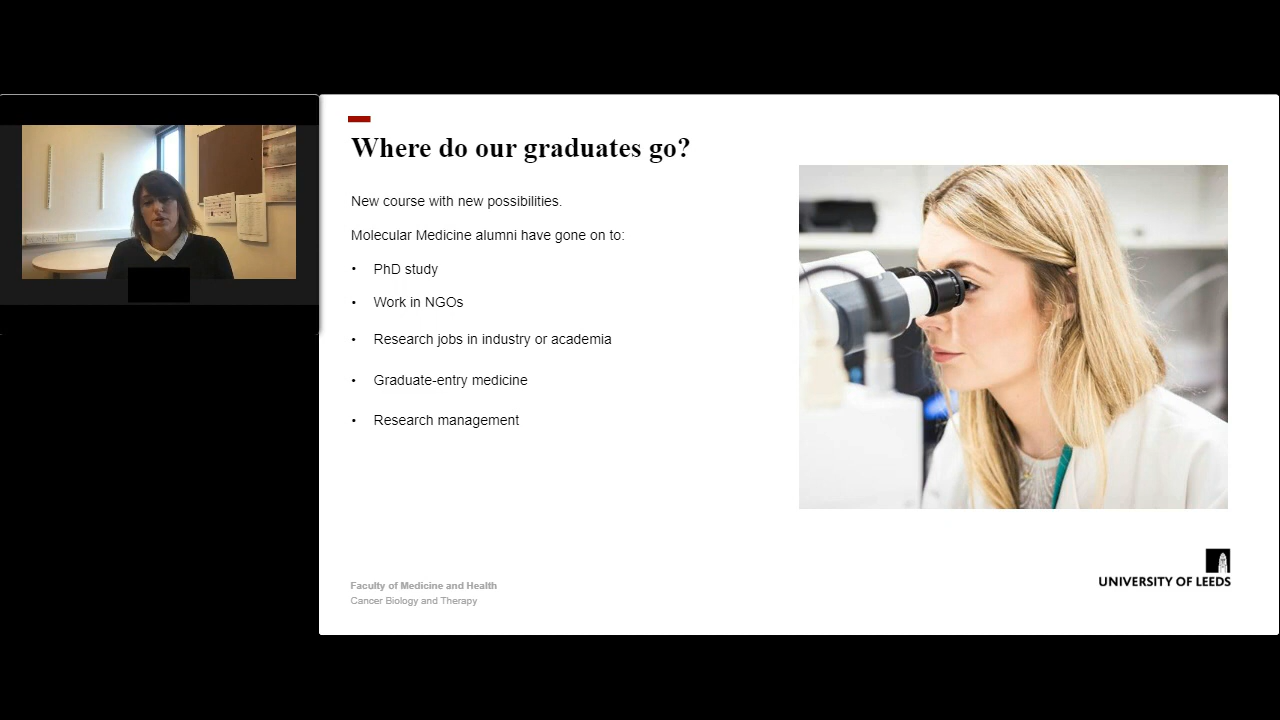 Where do our graduates go?
New course with new possibilities.
Molecular Medicine alumni have gone on to:
• PhD study
• Work in NGOs
• Research jobs in industry or academia
• Graduate-entry medicine
• Research management
Faculty of Medicine and Health
Cancer Biology and Therapy
UNIVERSITY OF LEEDS